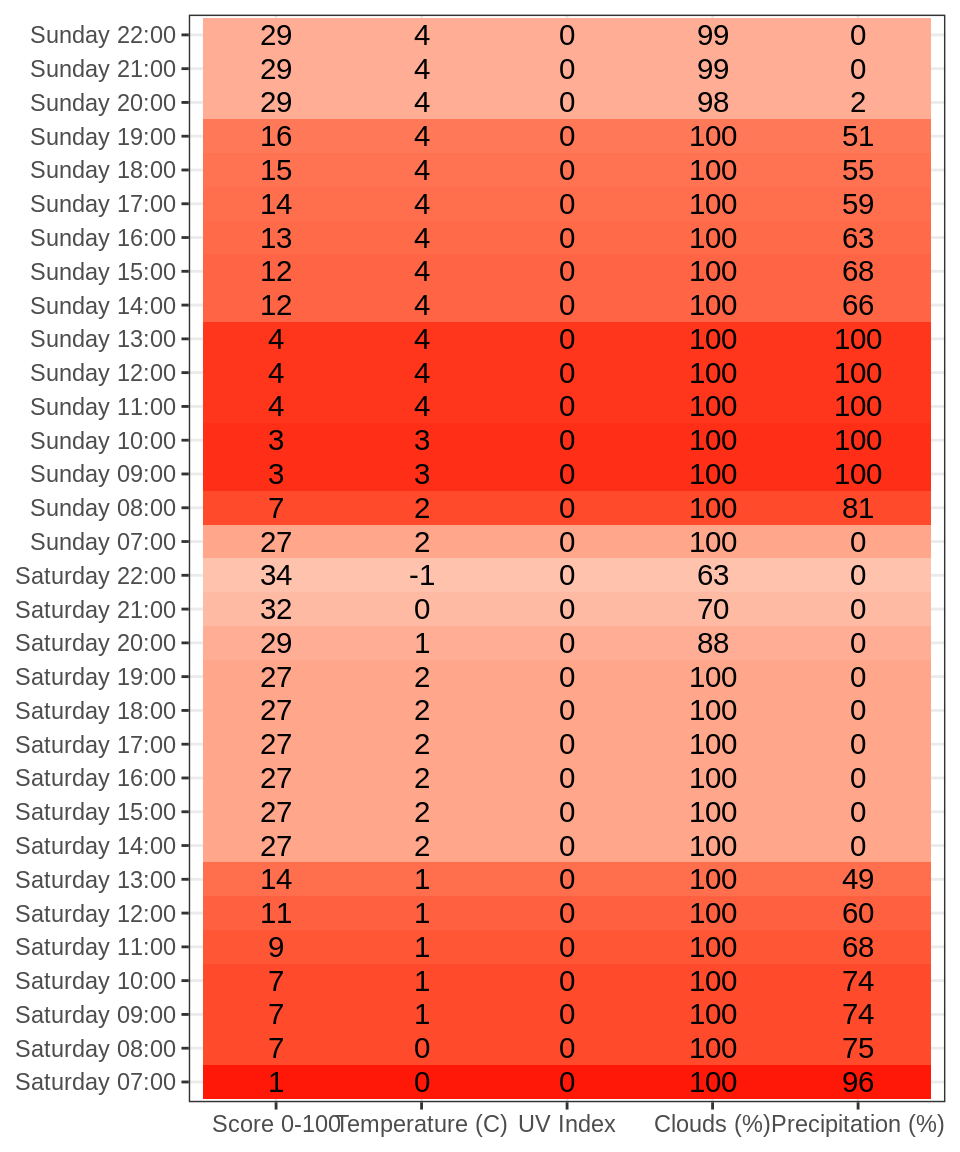 Sunday 22:00 29 4 0 99 0
Sunday 21:00 29 4 0 99 0
Sunday 20:00 29 4 0 98 2
Sunday 19:00 16 4 0 100 51
Sunday 18:00 15 4 0 100 55
Sunday 17:00 14 4 0 100 59
Sunday 16:00 13 4 0 100 63
Sunday 15:00 12 4 0 100 68
Sunday 14:00 12 4 0 100 66
Sunday 13:00 4 4 0 100 100
Sunday 12:00 4 4 0 100 100
Sunday 11:00 4 4 0 100 100
Sunday 10:00 3 3 0 100 100
Sunday 09:00 3 3 0 100 100
Sunday 08:00 7 2 0 100 81
Sunday 07:00 27 2 0 100 0
Saturday 22:00 34 -1 0 63 0
Saturday 21:00 32 0 0 70 0
Saturday 20:00 29 1 0 88 0
Saturday 19:00 27 2 0 100 0
Saturday 18:00 27 2 0 100 0
Saturday 17:00 27 2 0 100 0
Saturday 16:00 27 2 0 100 0
Saturday 15:00 27 2 0 100 0
Saturday 14:00 27 2 0 100 0
Saturday 13:00 14 1 0 100 49
Saturday 12:00 11 1 0 100 60
Saturday 11:00 9 1 0 100 68
Saturday 10:00 7 1 0 100 74
Saturday 09:00 7 1 0 100 74
Saturday 08:00 7 0 0 100 75
Saturday 07:00 1 0 0 100 96
Score 0-100 Temperature (C) UV Index Clouds (%) Precipitation (%)